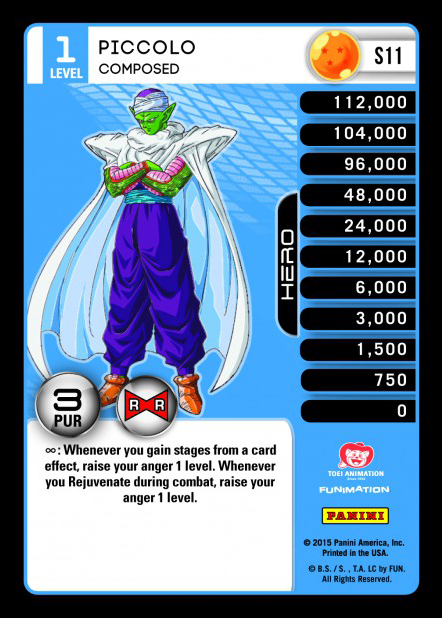 1
LEVEL
PICCOLO
COMPOSED
S11
112,000
104,000
96,000
48,000
24,000
12,000
6,000
3,000
1,500
750
0
HERO
3
PUR
R R
∞: Whenever you gain stages from a card
effect, raise your anger 1 level. Whenever
you Rejuvenate during combat, raise your
anger 1 level.
TOEI ANIMATION
FUNIMATION
PANINI
© 2015 Panini America, Inc.
Printed in the USA.
© B.S. / S. , T.A. LC by FUN.
All Rights Reserved.